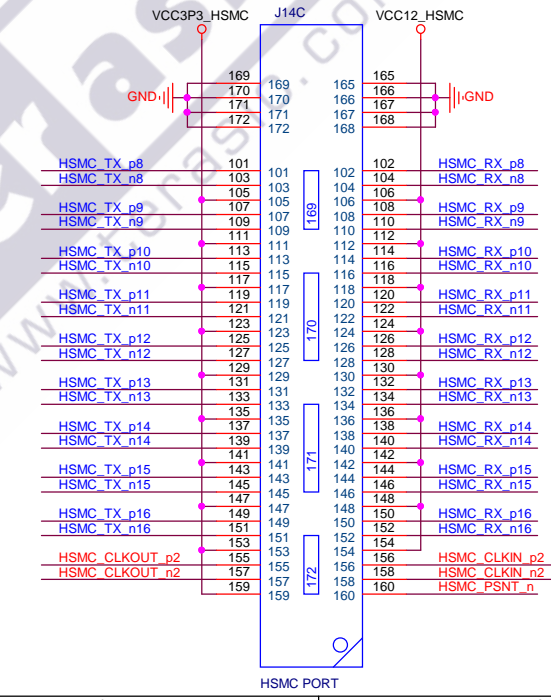 VCC3P3_HSMC J14C VCC12_HSMC
169 169 165 165
GND 170 170 166 166 GND
171 171 167 167
172 172 168 168
HSMC_TX_p8 101 101 102 102 HSMC_RX_p8
HSMC_TX_n8 103 103 104 104 HSMC_RX_n8
105 105 106 106
HSMC_TX_p9 107 107 169 108 108 HSMC_RX_p9
HSMC_TX_n9 109 109 110 110 HSMC_RX_n9
111 111 112 112
HSMC_TX_p10 113 113 114 114 HSMC_RX_p10
HSMC_TX_n10 115 115 116 116 HSMC_RX_n10
117 117 118 118
HSMC_TX_p11 119 119 120 120 HSMC_RX_p11
HSMC_TX_n11 121 121 122 122 HSMC_RX_n11
123 123 170 124 124
HSMC_TX_p12 125 125 126 126 HSMC_RX_p12
HSMC_TX_n12 127 127 128 128 HSMC_RX_n12
129 129 130 130
HSMC_TX_p13 131 131 132 132 HSMC_RX_p13
HSMC_TX_n13 133 133 134 134 HSMC_RX_n13
135 135 136 136
HSMC_TX_p14 137 137 138 138 HSMC_RX_p14
HSMC_TX_n14 139 139 171 140 140 HSMC_RX_n14
141 141 142 142
HSMC_TX_p15 143 143 144 144 HSMC_RX_p15
HSMC_TX_n15 145 145 146 146 HSMC_RX_n15
147 147 148 148
HSMC_TX_p16 149 149 150 150 HSMC_RX_p16
HSMC_TX_n16 151 151 152 152 HSMC_RX_n16
153 153 154 154
HSMC_CLKOUT_p2 155 155 156 156 HSMC_CLKIN_p2
HSMC_CLKOUT_n2 157 157 172 158 158 HSMC_CLKIN_n2
159 159 160 160 HSMC_PSNT_n
HSMC PORT
www.terasic.com